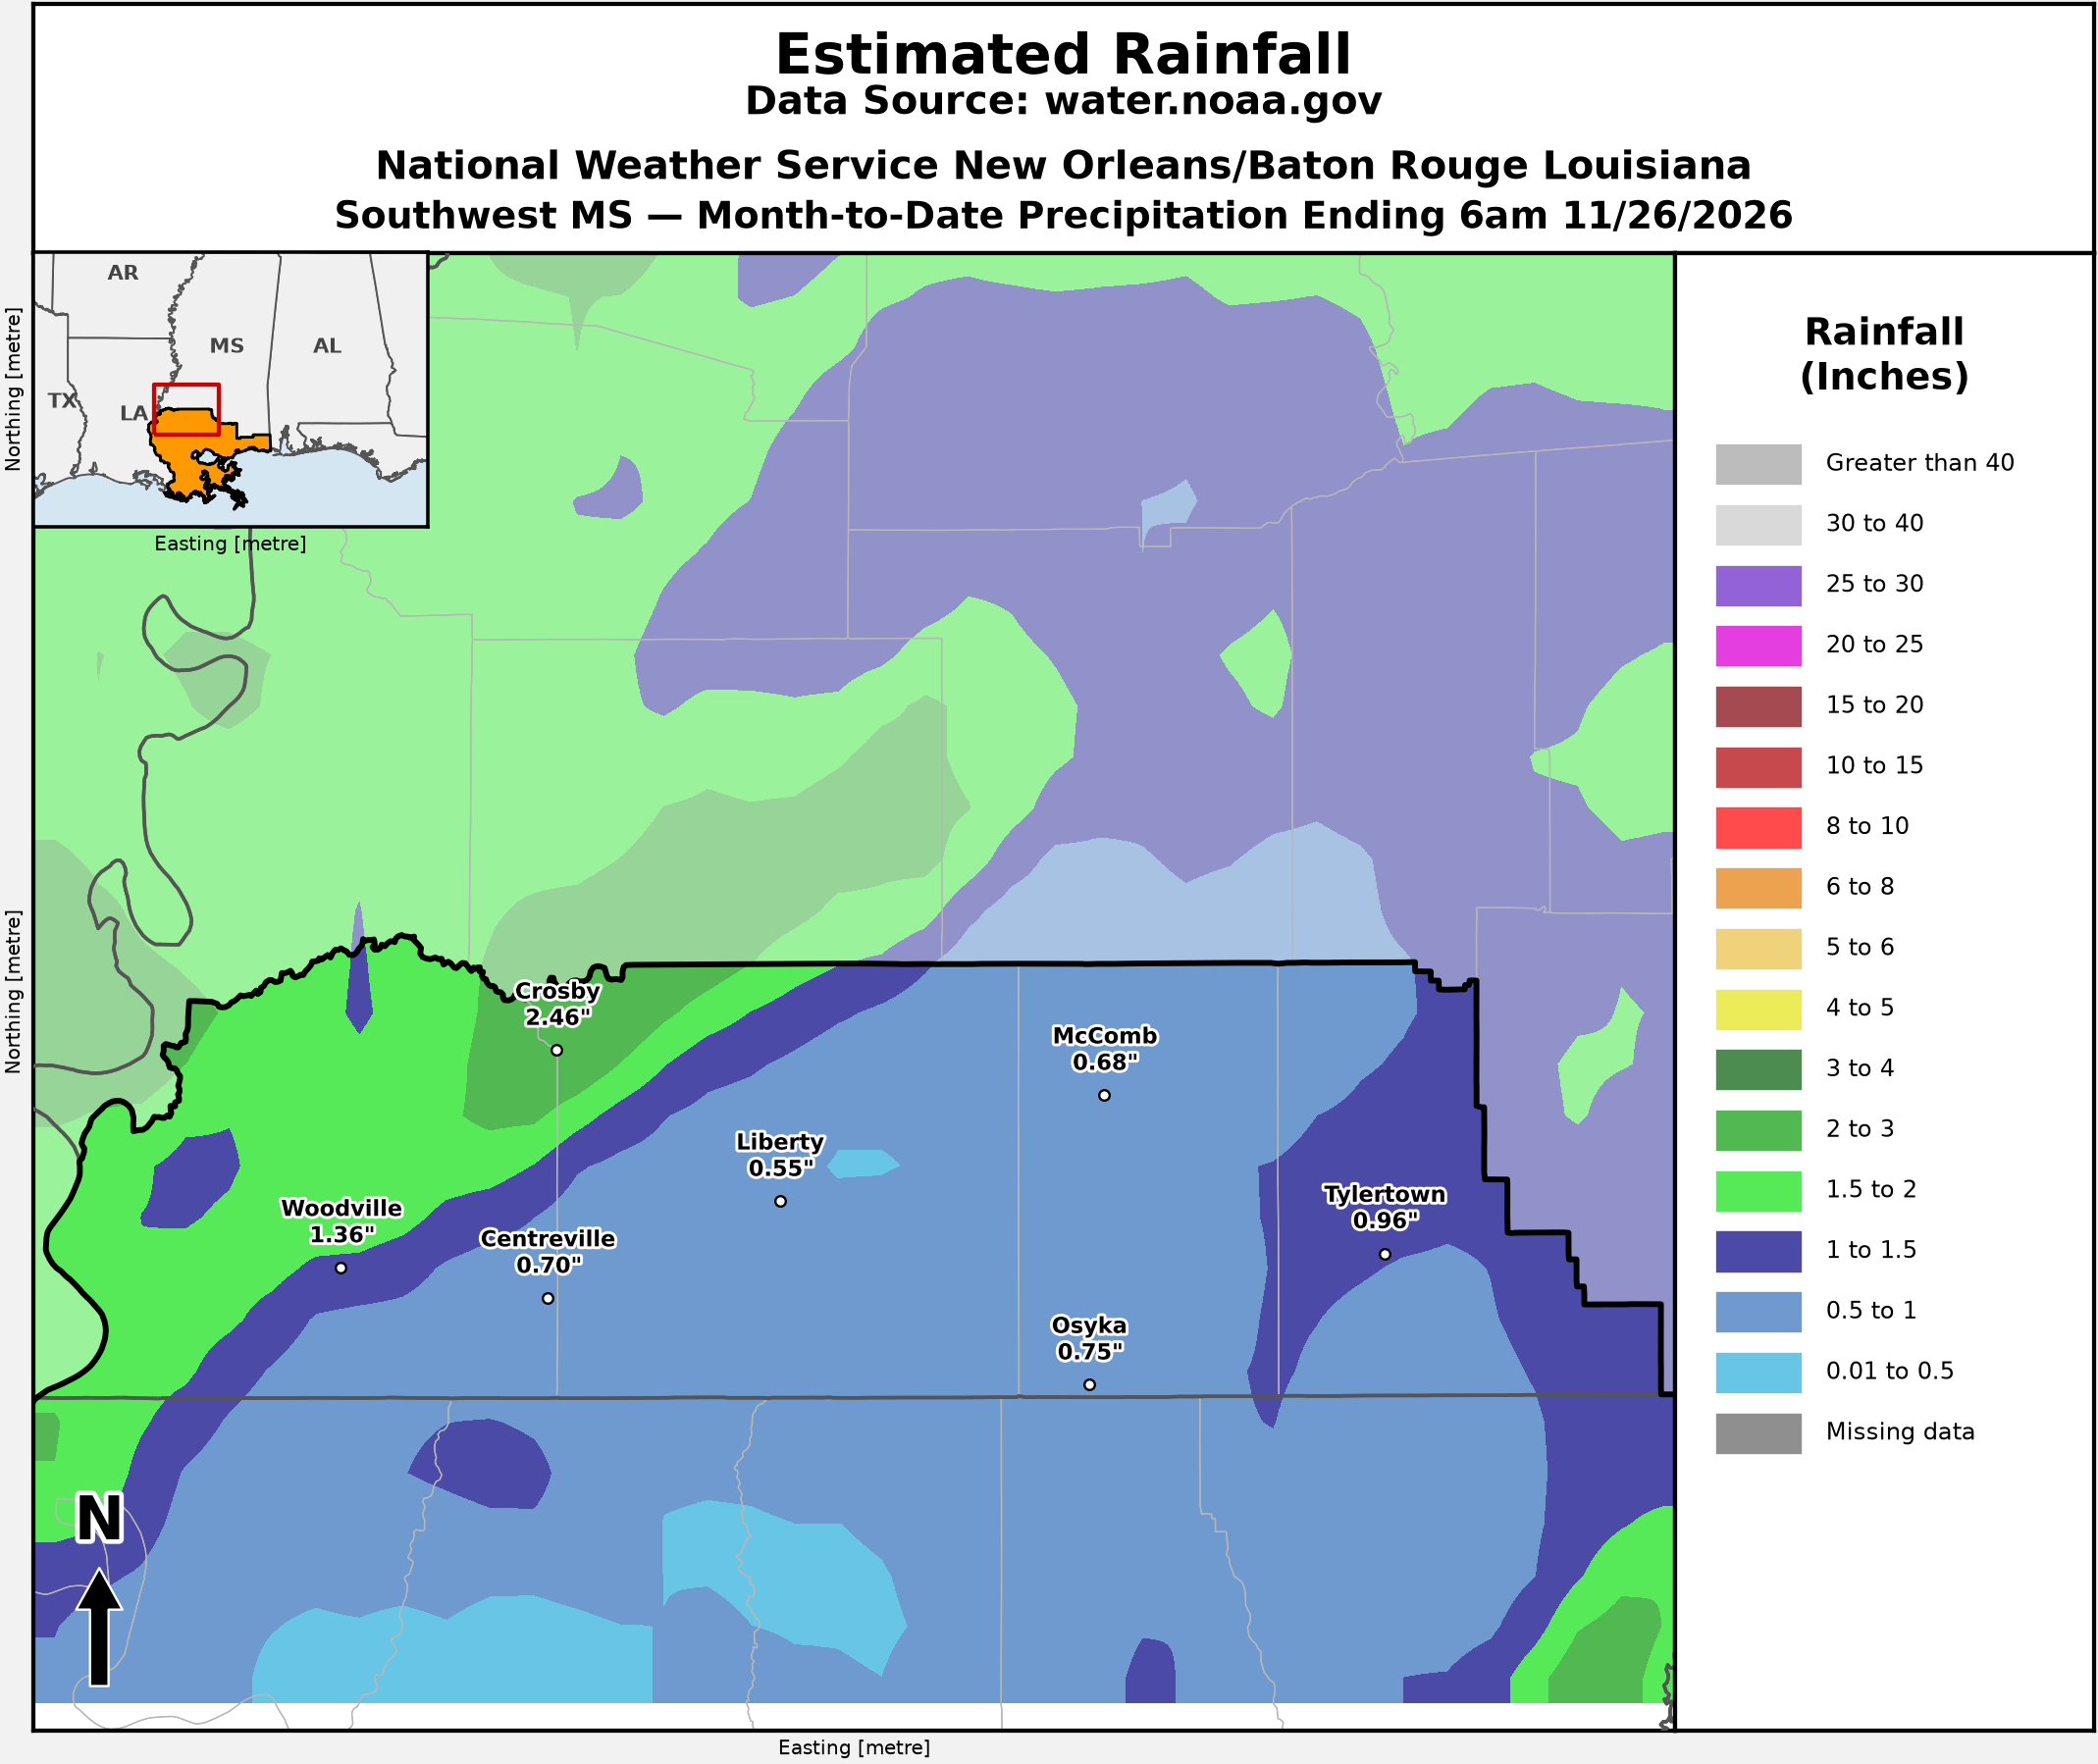 Estimated Rainfall
Data Source: water.noaa.gov
National Weather Service New Orleans/Baton Rouge Louisiana
Southwest MS — Month-to-Date Precipitation Ending 6am 11/26/2026
Northing [metre]
AR
MS
AL
TX
LA
Easting [metre]
Northing [metre]
Crosby
2.46"
McComb
0.68"
Liberty
0.55"
Woodville
1.36"
Centreville
0.70"
Tylertown
0.96"
Osyka
0.75"
N
Easting [metre]
Rainfall
(Inches)
Greater than 40
30 to 40
25 to 30
20 to 25
15 to 20
10 to 15
8 to 10
6 to 8
5 to 6
4 to 5
3 to 4
2 to 3
1.5 to 2
1 to 1.5
0.5 to 1
0.01 to 0.5
Missing data